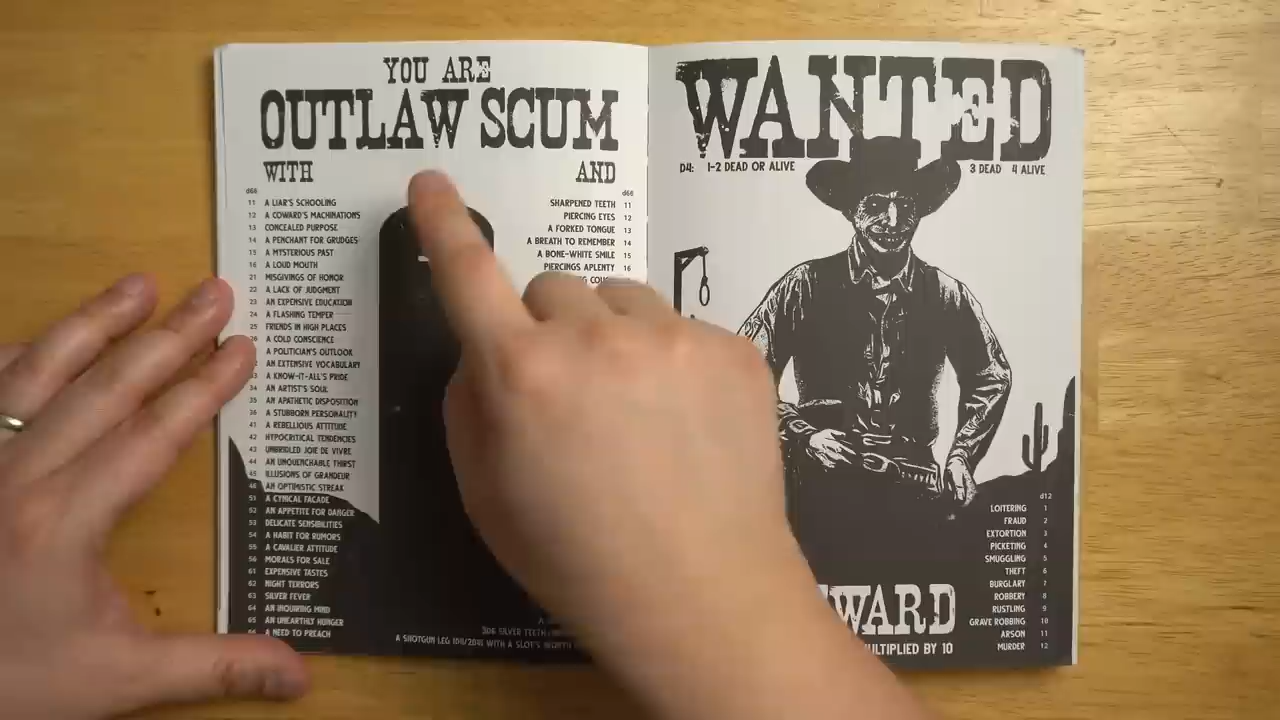 YOU ARE
OUTLAW SCUM
WITH
AND
d66
11 A LIAR'S SCHOOLING
12 A COWARD'S MACHINATIONS
13 CONCEALED PURPOSE
14 A PENCHANT FOR GRUDGES
15 A MYSTERIOUS PAST
16 A LOUD MOUTH
21 MISGIVINGS OF HONOR
22 A LACK OF JUDGMENT
23 AN EXPENSIVE EDUCATION
24 A FLASHING TEMPER
25 FRIENDS IN HIGH PLACES
26 A COLD CONSCIENCE
A POLITICIAN'S OUTLOOK
AN EXTENSIVE VOCABULARY
A KNOW-IT-ALL'S PRIDE
34 AN ARTIST'S SOUL
35 AN APATHETIC DISPOSITION
36 A STUBBORN PERSONALITY
41 A REBELLIOUS ATTITUDE
42 HYPOCRITICAL TENDENCIES
43 UNBRIDLED JOIE DE VIVRE
44 AN UNQUENCHABLE THIRST
45 ILLUSIONS OF GRANDEUR
46 AN OPTIMISTIC STREAK
51 A CYNICAL FACADE
52 AN APPETITE FOR DANGER
53 DELICATE SENSIBILITIES
54 A HABIT FOR RUMORS
55 A CAVALIER ATTITUDE
56 MORALS FOR SALE
61 EXPENSIVE TASTES
62 NIGHT TERRORS
63 SILVER FEVER
64 AN INQUIRING MIND
65 AN UNEARTHLY HUNGER
66 A NEED TO PREACH
d66
SHARPENED TEETH 11
PIERCING EYES 12
A FORKED TONGUE 13
A BREATH TO REMEMBER 14
A BONE-WHITE SMILE 15
PIERCINGS APLENTY 16
SILVER TEETH
A SHOTGUN LEG WITH A SLOT'S WORTH
WANTED
D4: 1-2 DEAD OR ALIVE 3 DEAD 4 ALIVE
d12
LOITERING 1
FRAUD 2
EXTORTION 3
PICKETING 4
SMUGGLING 5
THEFT 6
BURGLARY 7
ROBBERY 8
RUSTLING 9
GRAVE ROBBING 10
ARSON 11
MURDER 12
WARD
MULTIPLIED BY 10